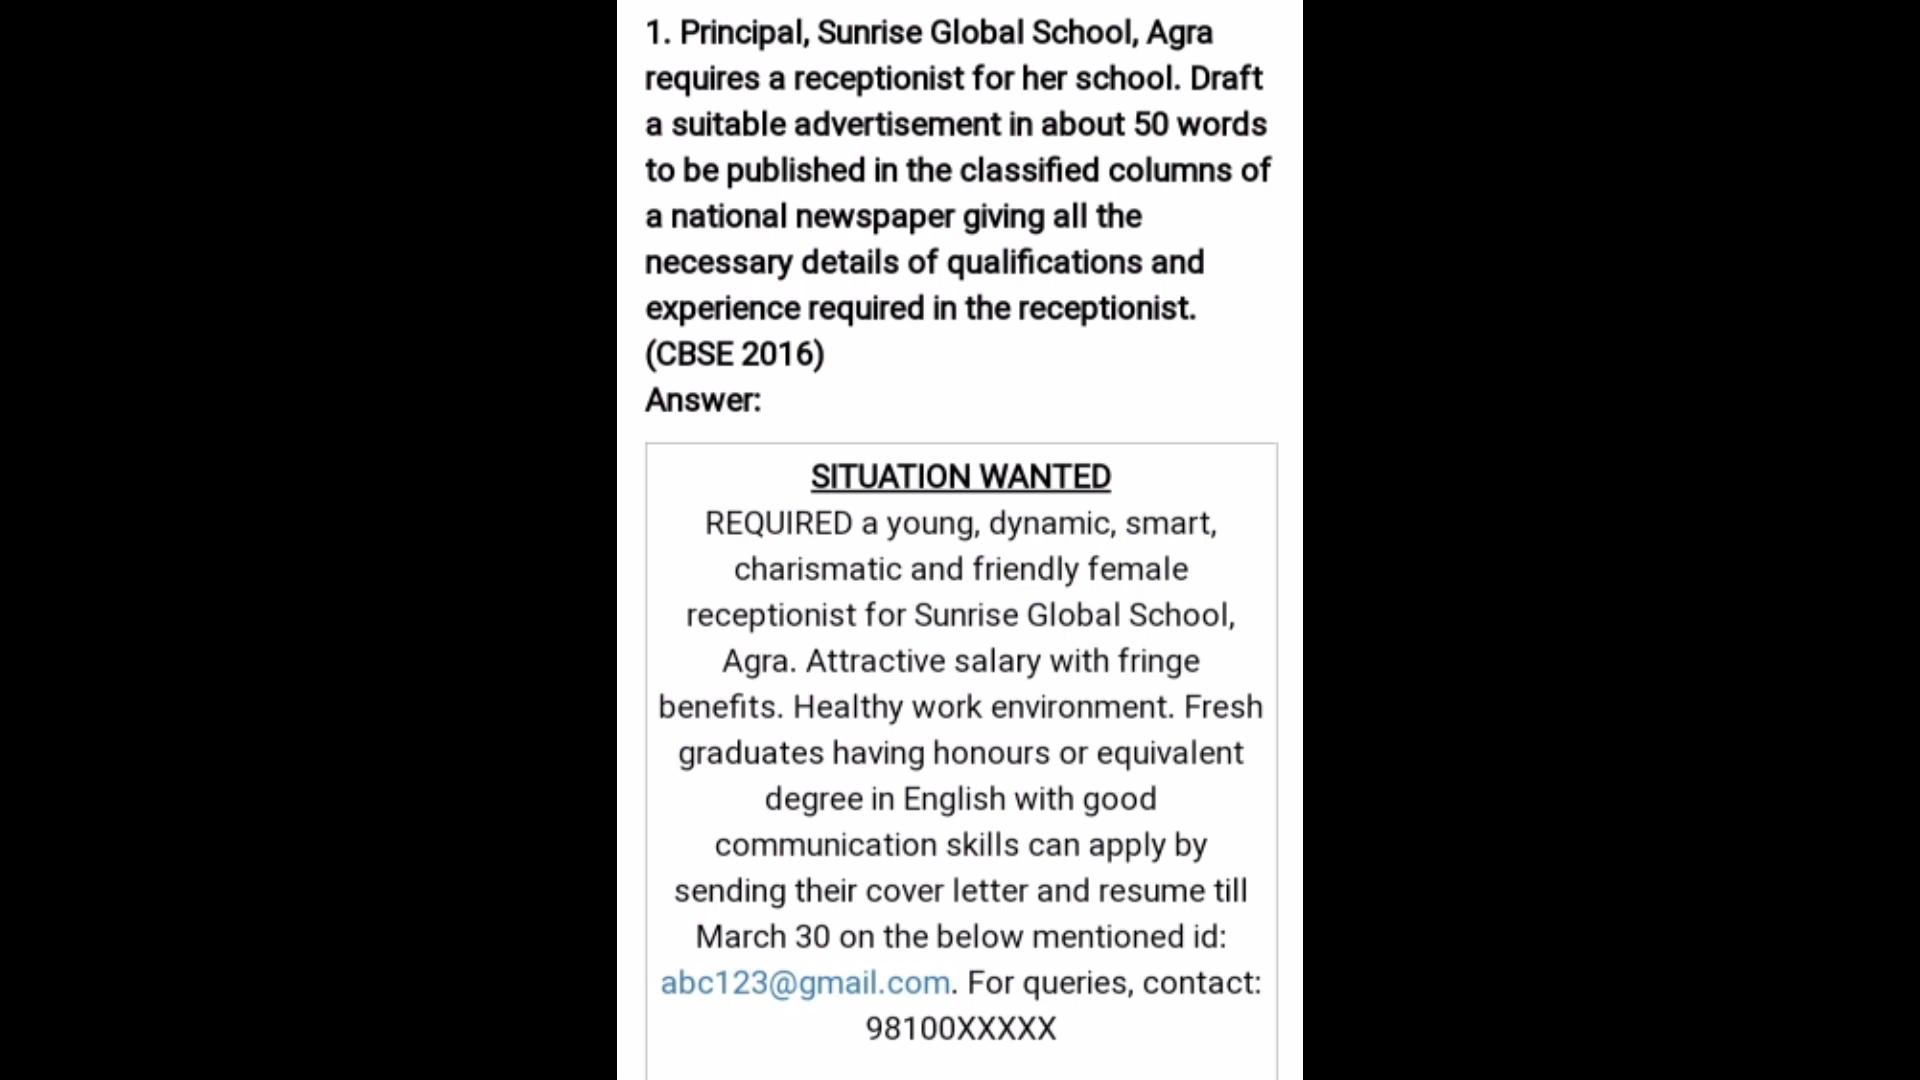 1. Principal, Sunrise Global School, Agra
requires a receptionist for her school. Draft
a suitable advertisement in about 50 words
to be published in the classified columns of
a national newspaper giving all the
necessary details of qualifications and
experience required in the receptionist.
(CBSE 2016)
Answer:
SITUATION WANTED
REQUIRED a young, dynamic, smart,
charismatic and friendly female
receptionist for Sunrise Global School,
Agra. Attractive salary with fringe
benefits. Healthy work environment. Fresh
graduates having honours or equivalent
degree in English with good
communication skills can apply by
sending their cover letter and resume till
March 30 on the below mentioned id:
abc123@gmail.com. For queries, contact:
98100XXXXX